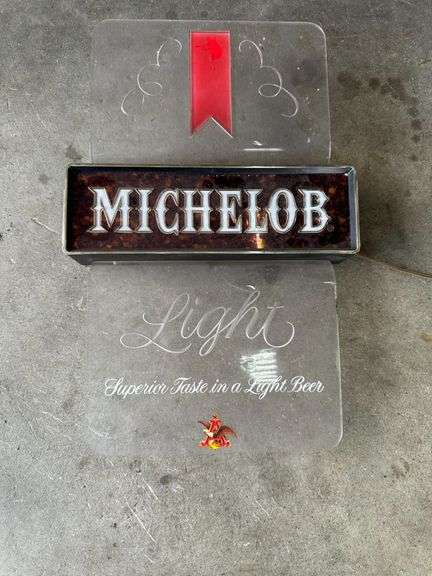 MICHELOB
Light
Superior Taste in a Light Beer